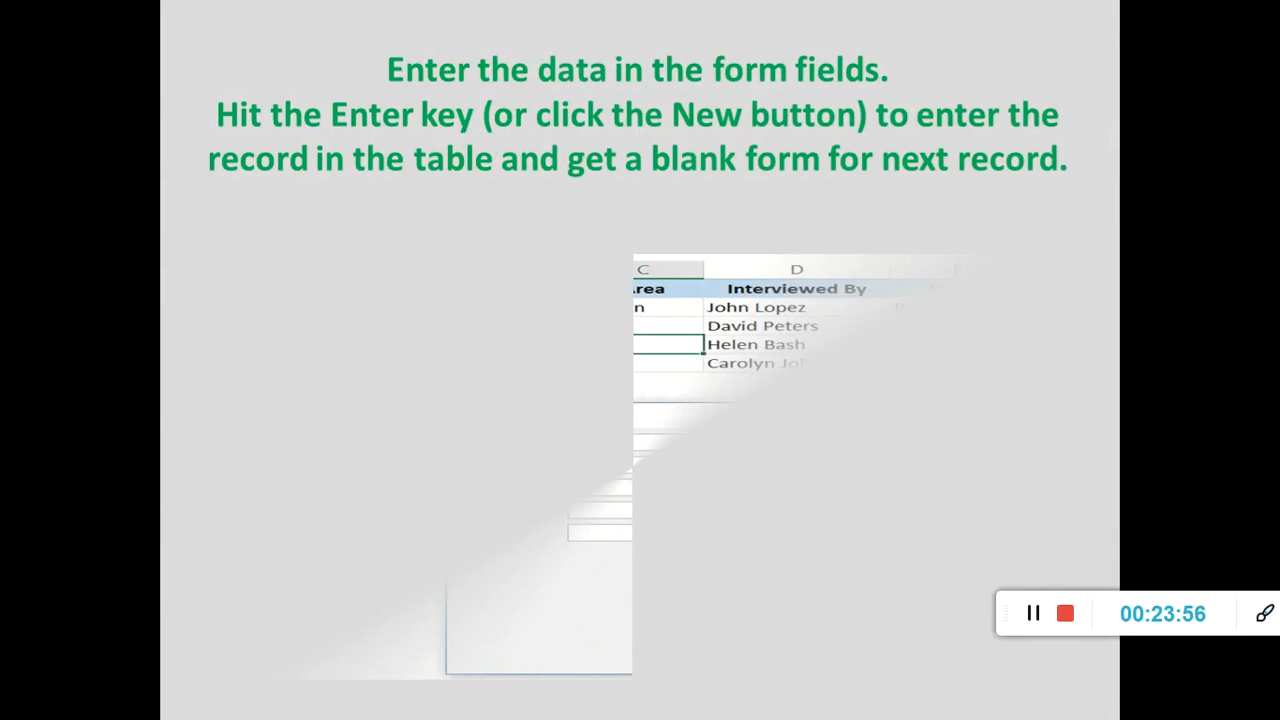 Enter the data in the form fields.
Hit the Enter key (or click the New button) to enter the
record in the table and get a blank form for next record.
C D F
rea Interviewed By
n John Lopez
David Peters
Helen Bash
Carolyn
00:23:56